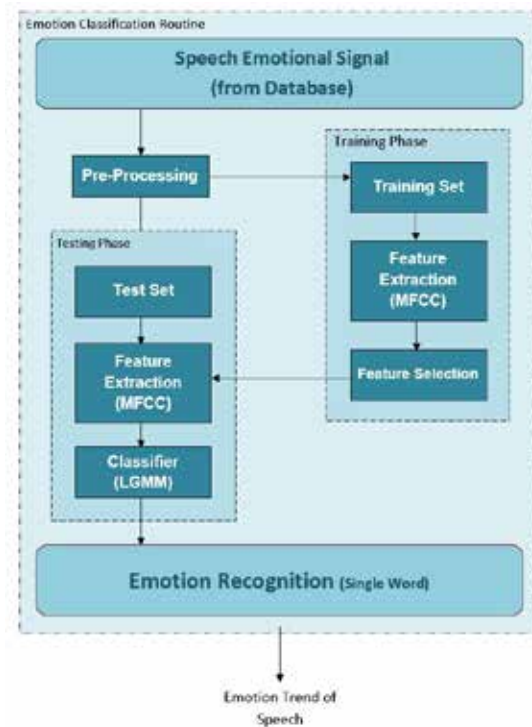 Emotion Classification Routine
Speech Emotional Signal
(from Database)
Pre-Processing
Training Phase
Training Set
Feature
Extraction
(MFCC)
Feature Selection
Testing Phase
Test Set
Feature
Extraction
(MFCC)
Classifier
(LGMM)
Emotion Recognition (Single Word)
Emotion Trend of
Speech